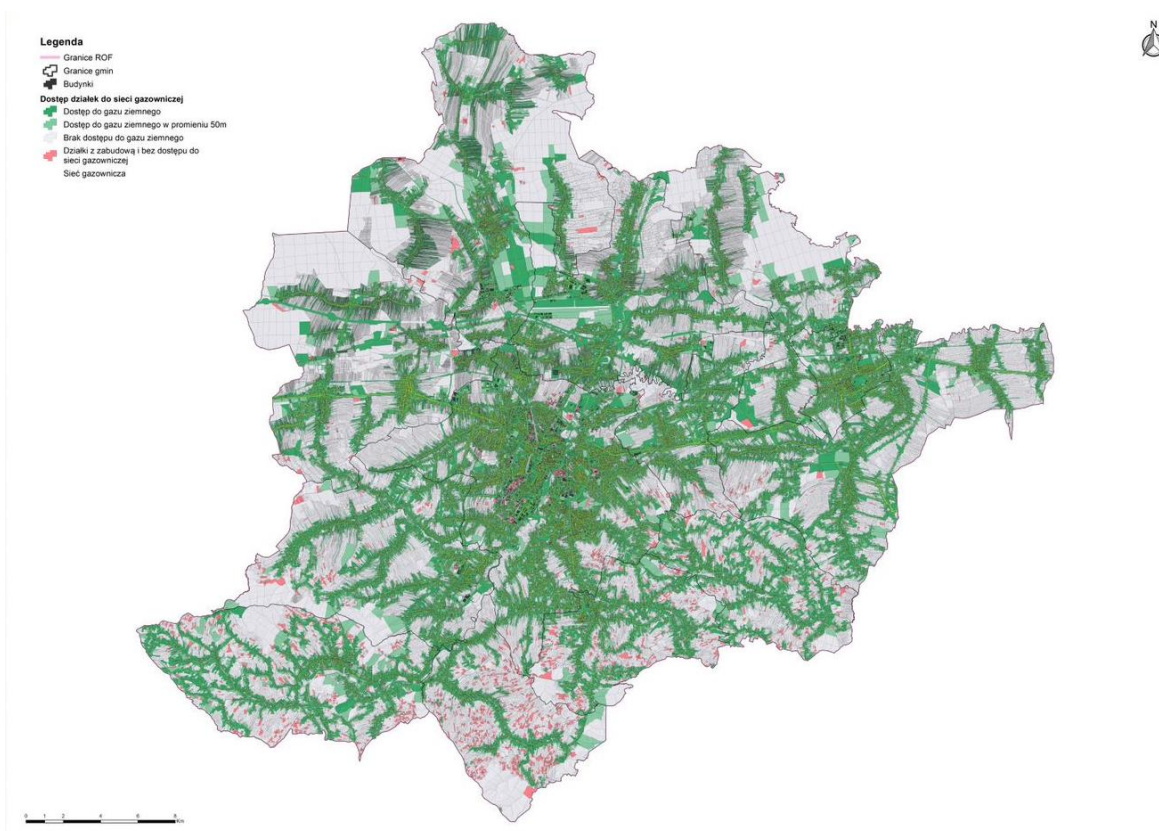 N
Legenda
Granice ROF
Granice gmin
Budynki
Dostęp działek do sieci gazowniczej
Dostęp do gazu ziemnego
Dostęp do gazu ziemnego w promieniu 50m
Brak dostępu do gazu ziemnego
Działki z zabudową i bez dostępu do
sieci gazowniczej
Sieć gazownicza
0 1 2 4 6 8
Km